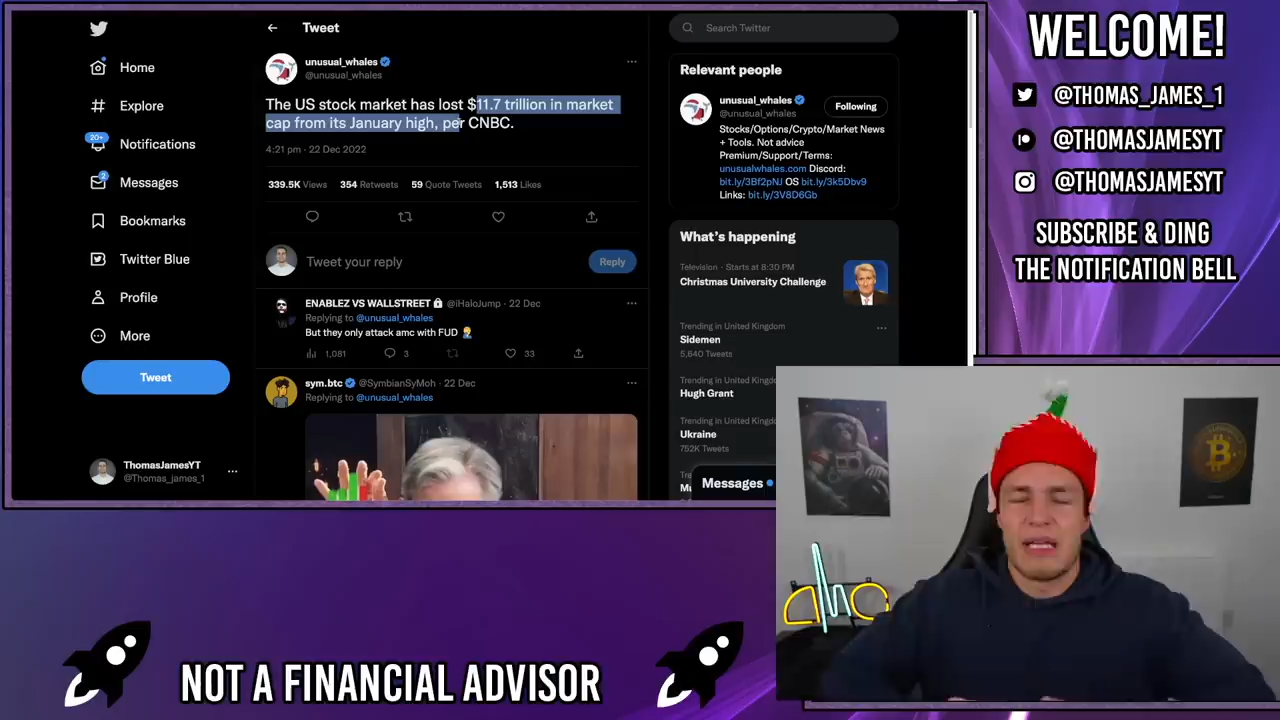 Tweet
Search Twitter
Home
Explore
20+
Notifications
2
Messages
Bookmarks
Twitter Blue
Profile
More
Tweet
ThomasJamesYT
@Thomas_james_1
unusual_whales
@unusual_whales
The US stock market has lost $11.7 trillion in market
cap from its January high, per CNBC.
4:21 pm · 22 Dec 2022
339.5K Views 354 Retweets 59 Quote Tweets 1,513 Likes
Tweet your reply
Reply
ENABLEZ VS WALLSTREET @iHaloJump · 22 Dec
Replying to @unusual_whales
But they only attack amc with FUD
1,081 3 33
sym.btc @SymbianSyMoh · 22 Dec
Replying to @unusual_whales
Relevant people
unusual_whales
@unusual_whales
Following
Stocks/Options/Crypto/Market News
+ Tools. Not advice
Premium/Support/Terms:
unusualwhales.com Discord:
bit.ly/3Bf2pNJ OS bit.ly/3k5Dbv9
Links: bit.ly/3V8D6Gb
What's happening
Television · Starts at 8:30 PM
Christmas University Challenge
Trending in United Kingdom
Sidemen
5,640 Tweets
Trending in United Kingd
Hugh Grant
Trending in United Kingd
Ukraine
752K Tweets
Messages
WELCOME!
@THOMAS_JAMES_1
@THOMASJAMESYT
@THOMASJAMESYT
SUBSCRIBE & DING
THE NOTIFICATION BELL
NOT A FINANCIAL ADVISOR